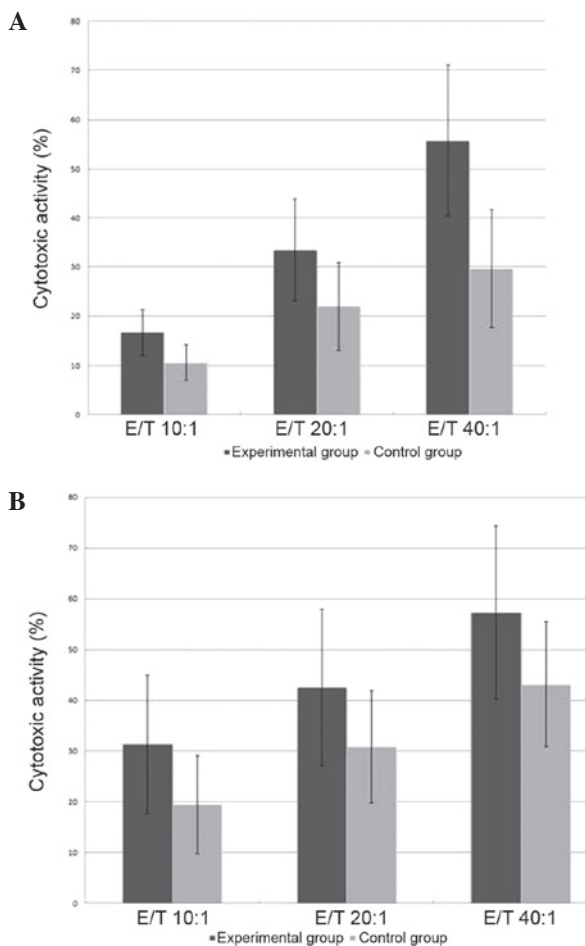 A
80
70
60
50
40
30
20
10
0
Cytotoxic activity (%)
E/T 10:1 E/T 20:1 E/T 40:1
■ Experimental group ■ Control group
B
80
70
60
50
40
30
20
10
0
Cytotoxic activity (%)
E/T 10:1 E/T 20:1 E/T 40:1
■ Experimental group ■ Control group